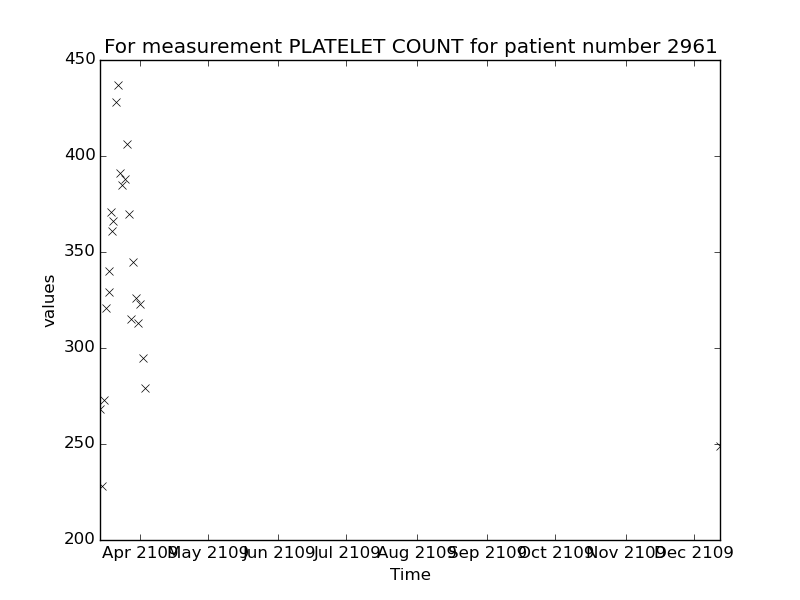 For measurement PLATELET COUNT for patient number 2961
450
400
350
300
250
200
values
Apr 2109 May 2109 Jun 2109 Jul 2109 Aug 2109 Sep 2109 Oct 2109 Nov 2109 Dec 2109
Time